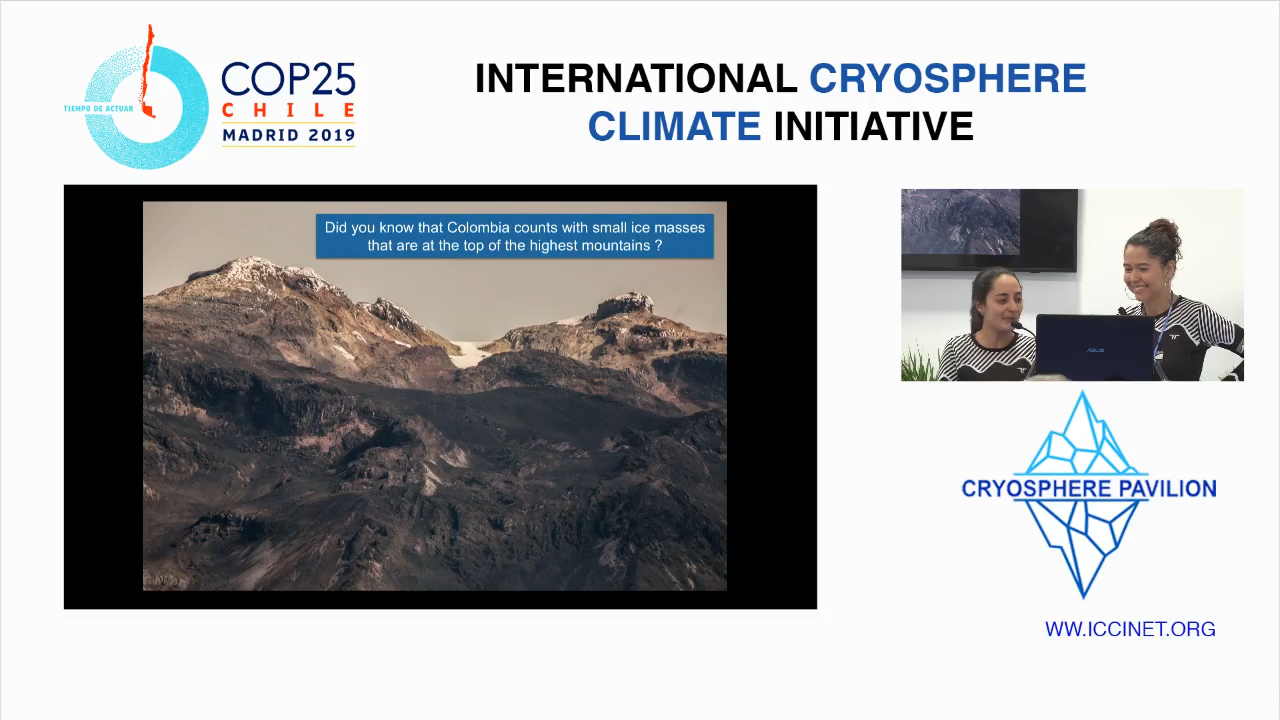 TIEMPO DE ACTUAR
COP25
CHILE
MADRID 2019
INTERNATIONAL CRYOSPHERE
CLIMATE INITIATIVE
Did you know that Colombia counts with small ice masses
that are at the top of the highest mountains ?
ASUS
CRYOSPHERE PAVILION
WW.ICCINET.ORG